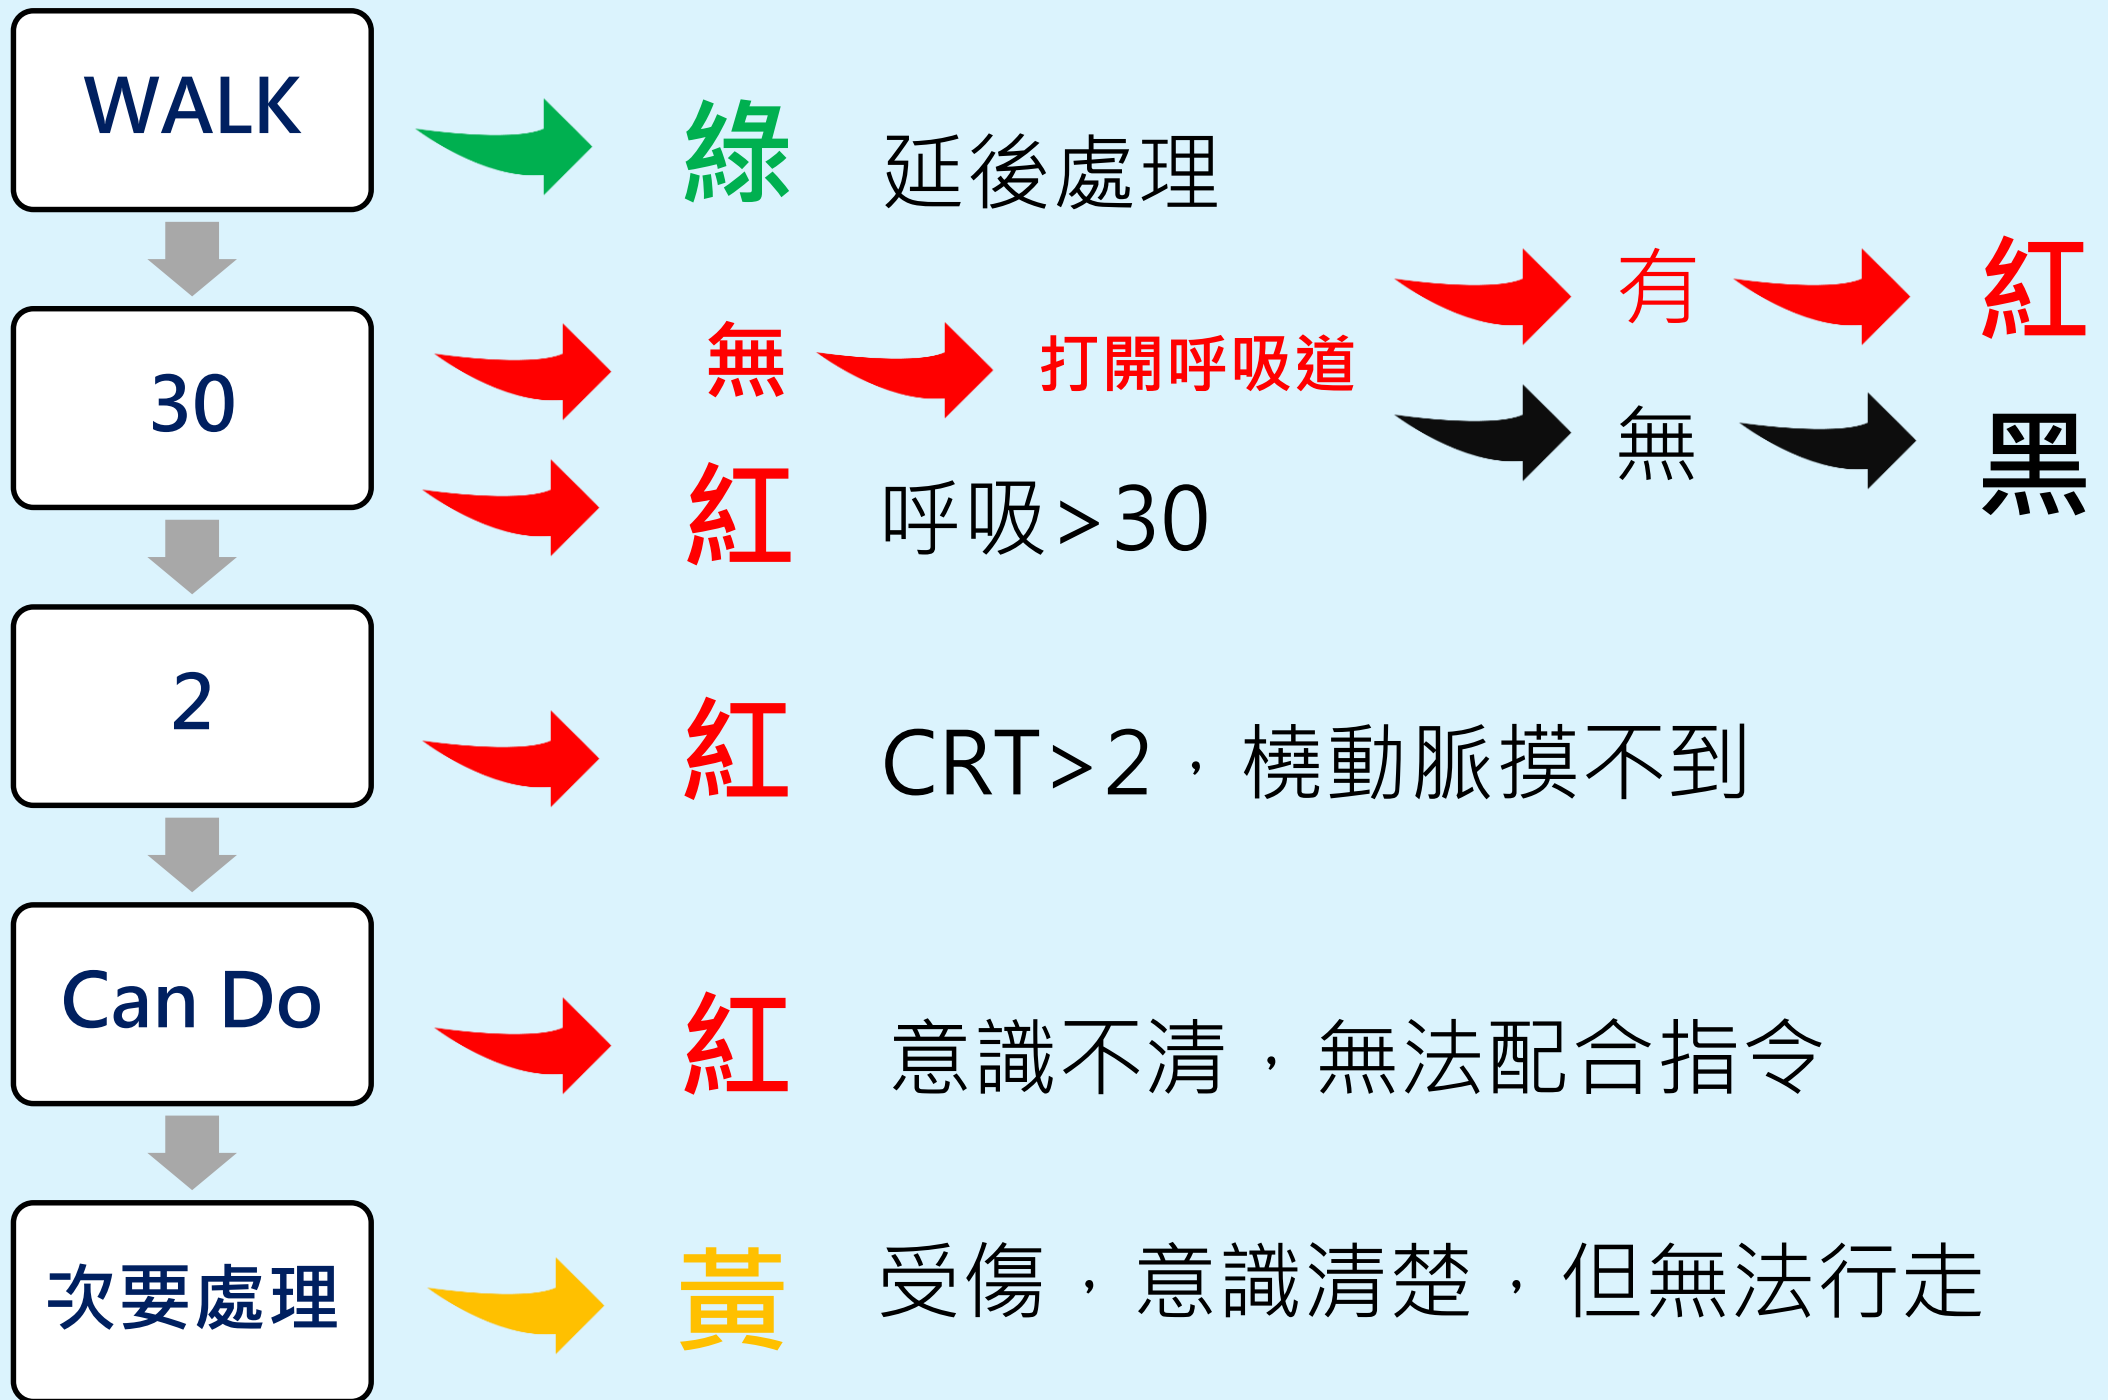 WALK
綠 延後處理
30
無 打開呼吸道
有 紅
無 黑
紅 呼吸>30
2
紅 CRT>2，橈動脈摸不到
Can Do
紅 意識不清，無法配合指令
次要處理
黃 受傷，意識清楚，但無法行走